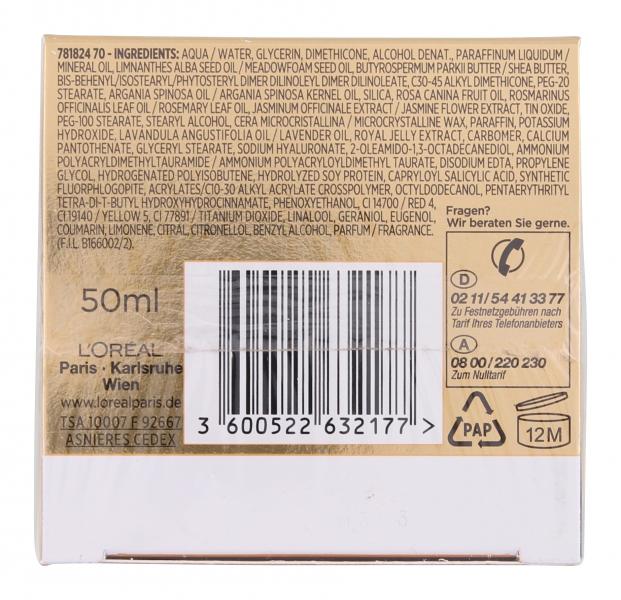 781824 70 - INGREDIENTS: AQUA / WATER, GLYCERIN, DIMETHICONE, ALCOHOL DENAT., PARAFFINUM LIQUIDUM /
MINERAL OIL, LIMNANTHES ALBA SEED OIL / MEADOWFOAM SEED OIL, BUTYROSPERMUM PARKII BUTTER / SHEA BUTTER,
BIS-BEHENYL/ISOSTEARYL/PHYTOSTERYL DIMER DILINOLEYL DIMER DILINOLEATE, C30-45 ALKYL DIMETHICONE, PEG-20
STEARATE, ARGANIA SPINOSA OIL / ARGANIA SPINOSA KERNEL OIL, SILICA, ROSA CANINA FRUIT OIL, ROSMARINUS
OFFICINALIS LEAF OIL / ROSEMARY LEAF OIL, JASMINUM OFFICINALE EXTRACT / JASMINE FLOWER EXTRACT, TIN OXIDE,
PEG-100 STEARATE, STEARYL ALCOHOL, CERA MICROCRISTALLINA / MICROCRYSTALLINE WAX, PARAFFIN, POTASSIUM
HYDROXIDE, LAVANDULA ANGUSTIFOLIA OIL / LAVENDER OIL, ROYAL JELLY EXTRACT, CARBOMER, CALCIUM
PANTOTHENATE, GLYCERYL STEARATE, SODIUM HYALURONATE, 2-OLEAMIDO-1,3-OCTADECANEDIOL, AMMONIUM
POLYACRYLDIMETHYLTAURAMIDE / AMMONIUM POLYACRYLOYLDIMETHYL TAURATE, DISODIUM EDTA, PROPYLENE
GLYCOL, HYDROGENATED POLYISOBUTENE, HYDROLYZED SOY PROTEIN, CAPRYLOYL SALICYLIC ACID, SYNTHETIC
FLUORPHLOGOPITE, ACRYLATES/C10-30 ALKYL ACRYLATE CROSSPOLYMER, OCTYLDODECANOL, PENTAERYTHRITYL
TETRA-DI-T-BUTYL HYDROXYHYDROCINNAMATE, PHENOXYETHANOL, CI 14700 / RED 4,
CI 19140 / YELLOW 5, CI 77891 / TITANIUM DIOXIDE, LINALOOL, GERANIOL, EUGENOL,
COUMARIN, LIMONENE, CITRAL, CITRONELLOL, BENZYL ALCOHOL, PARFUM / FRAGRANCE.
(F.I.L. B166002/2).
Fragen?
Wir beraten Sie gerne.
D
02 11/54 41 33 77
Zu Festnetzgebühren nach
Tarif Ihres Telefonanbieters
A
08 00/220 230
Zum Nulltarif
50ml
L'ORÉAL
Paris · Karlsruhe
Wien
www.lorealparis.de
TSA 10007 F 92667
ASNIERES CEDEX
3 600522 632177 >
PAP
12M